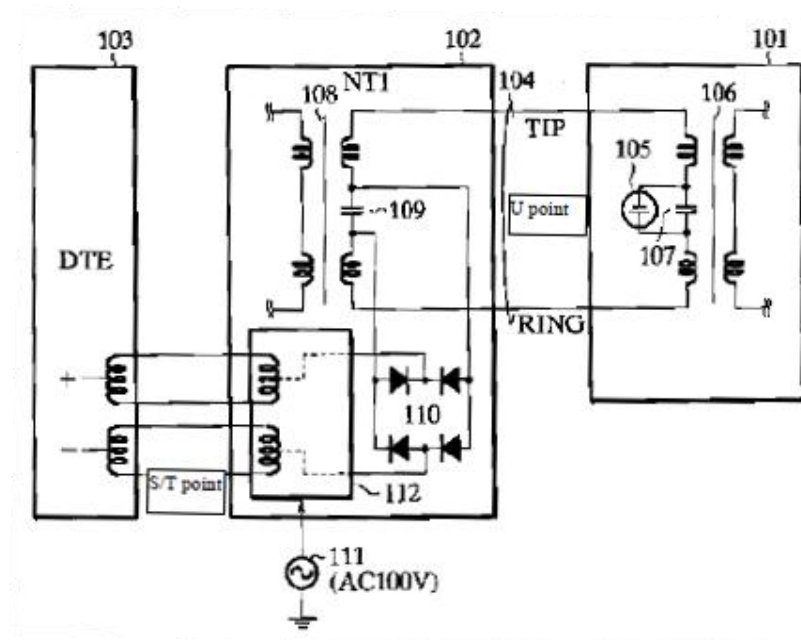 103
102
101
NT1
108
104
106
TIP
105
109
U point
107
DTE
RING
+
110
−
S/T point
112
111
(AC100V)